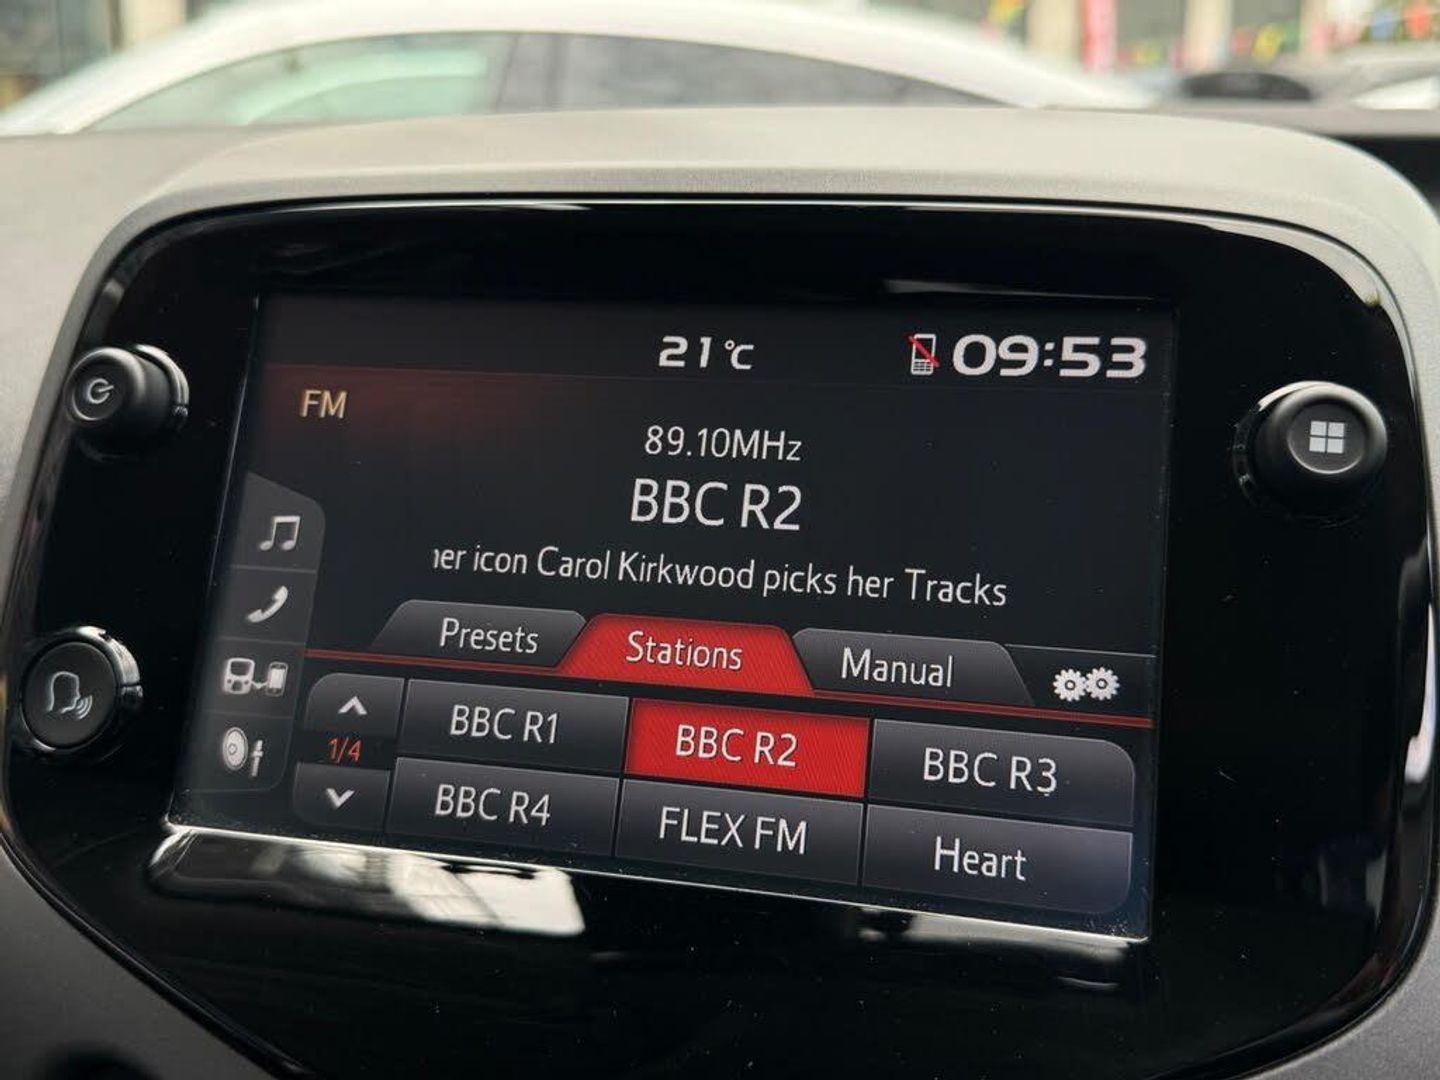 21°C 09:53
FM
89.10MHz
BBC R2
icon Carol Kirkwood picks her Tracks
Presets Stations Manual
1/4
BBC R1 BBC R2 BBC R3
BBC R4 FLEX FM Heart